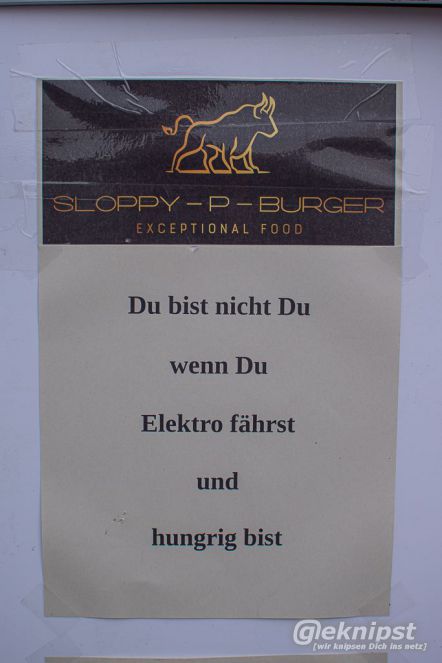 SLOPPY – P – BURGER
EXCEPTIONAL FOOD
Du bist nicht Du
wenn Du
Elektro fährst
und
hungrig bist
@eknipst
[wir knipsen Dich ins netz]